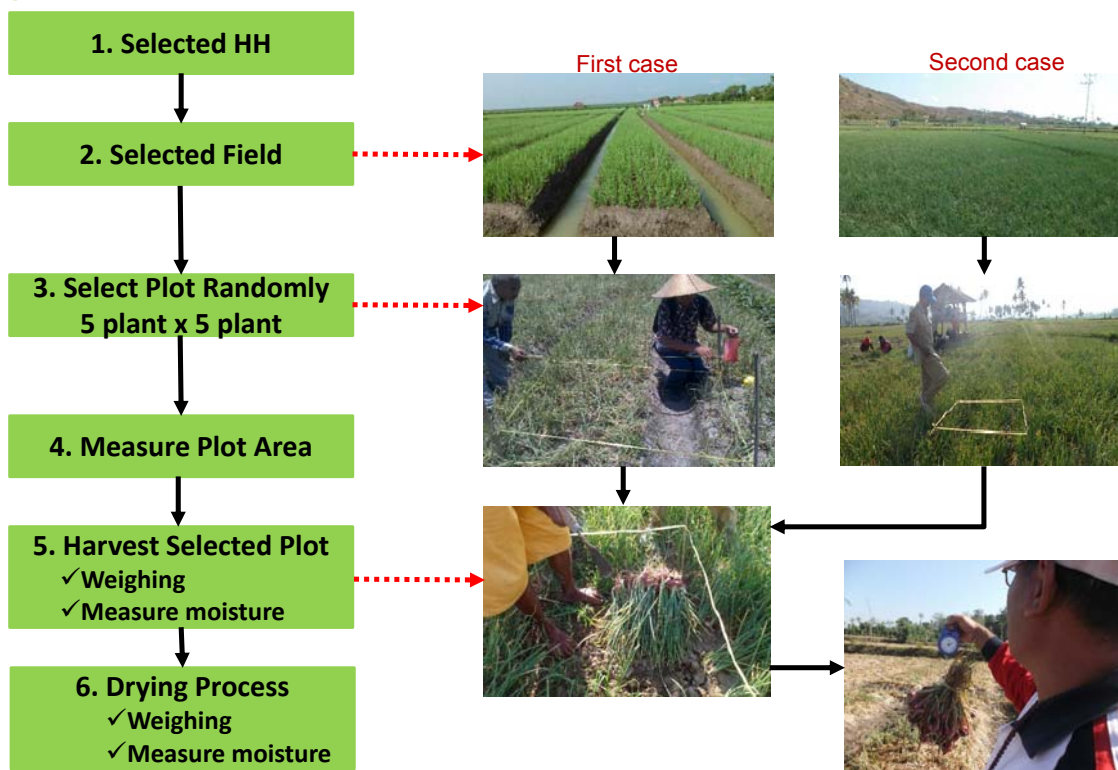 1. Selected HH
2. Selected Field
3. Select Plot Randomly
5 plant x 5 plant
4. Measure Plot Area
5. Harvest Selected Plot
✓Weighing
✓Measure moisture
6. Drying Process
✓Weighing
✓Measure moisture
First case
Second case